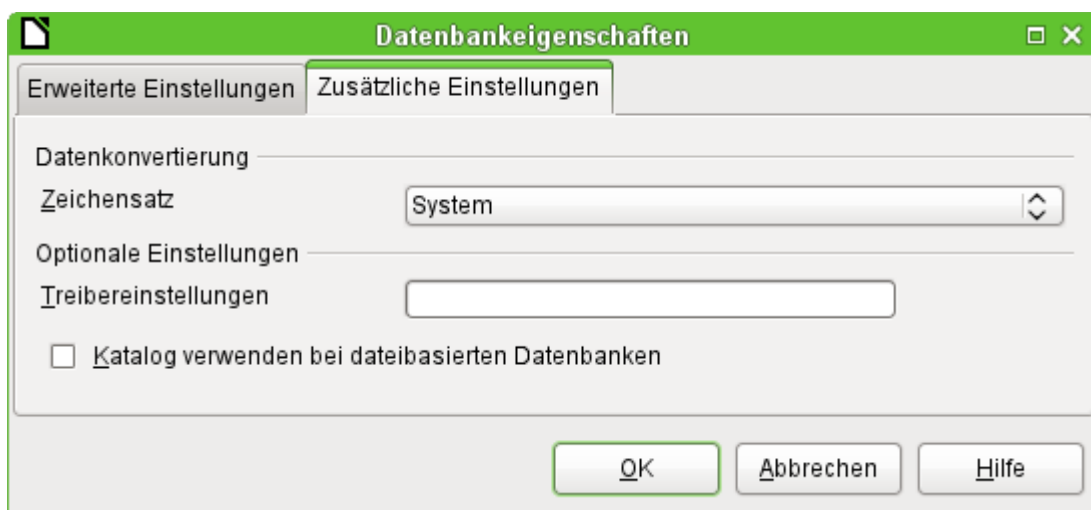 Datenbankeigenschaften
Erweiterte Einstellungen
Zusätzliche Einstellungen
Datenkonvertierung
Zeichensatz
System
Optionale Einstellungen
Treibereinstellungen
Katalog verwenden bei dateibasierten Datenbanken
OK
Abbrechen
Hilfe